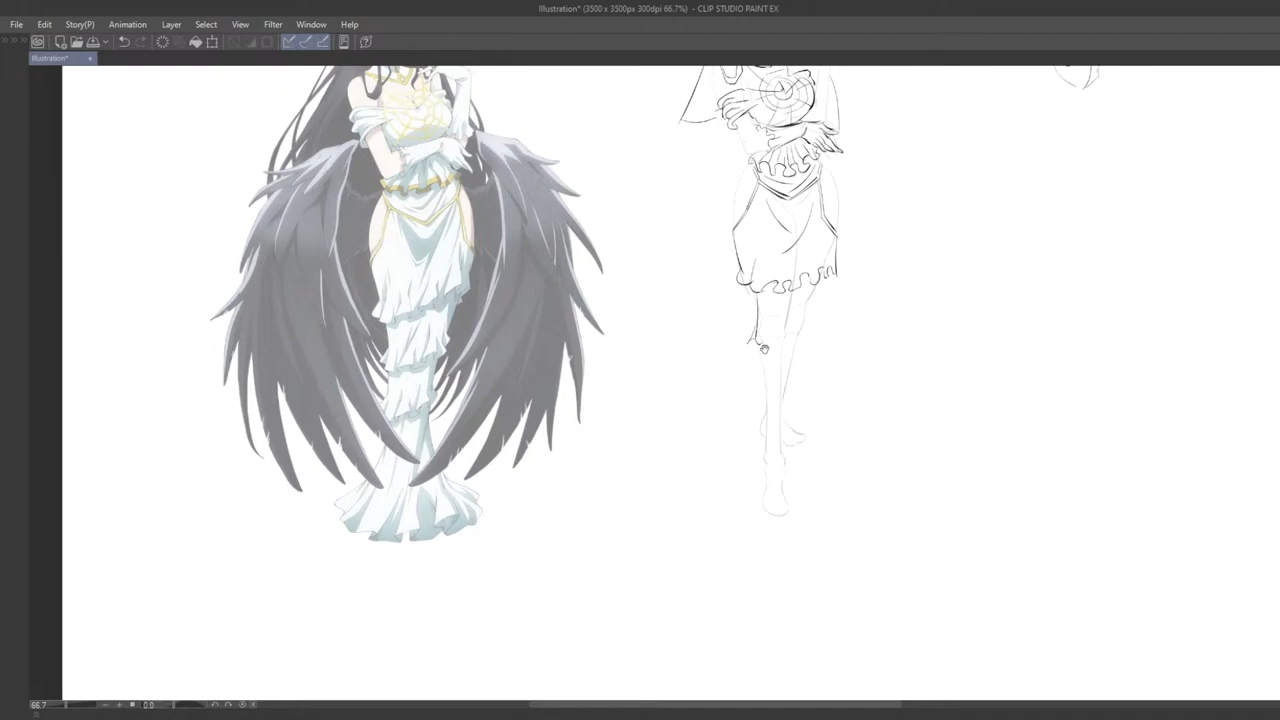 Illustration* (3500 x 3500px 300dpi 66.7%) - CLIP STUDIO PAINT EX
File Edit Story(P) Animation Layer Select View Filter Window Help
Illustration*
66.7 0.0